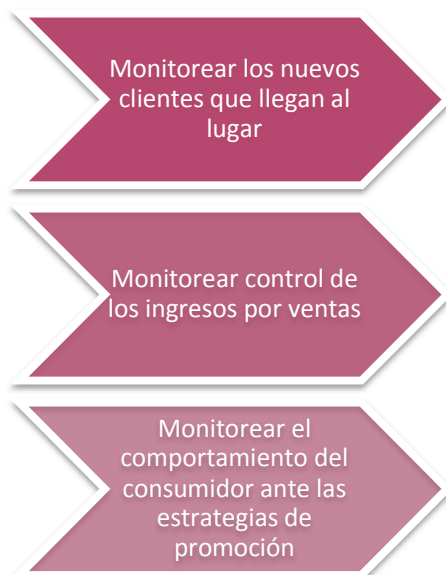 Monitorear los nuevos
clientes que llegan al
lugar
Monitorear control de
los ingresos por ventas
Monitorear el
comportamiento del
consumidor ante las
estrategias de
promoción